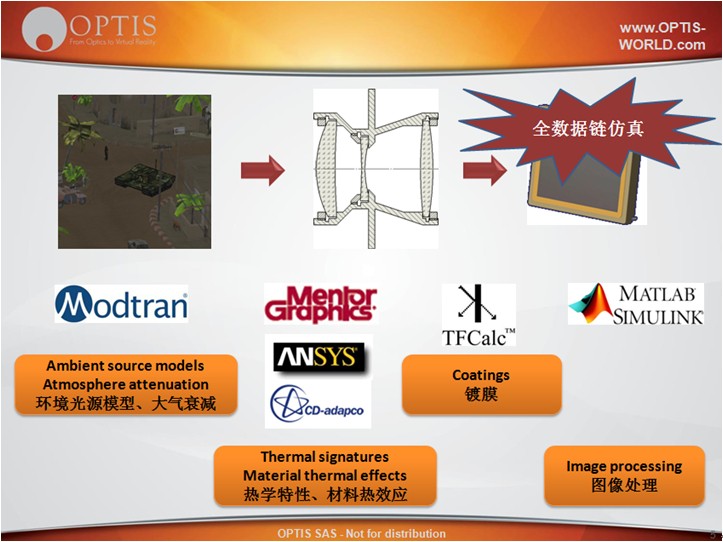 OPTIS
From Optics to Virtual Reality
www.OPTIS-
WORLD.com
全数据链仿真
Modtran
Mentor
Graphics
ANSYS
CD-adapco
TFCalc™
MATLAB
SIMULINK
Ambient source models
Atmosphere attenuation
环境光源模型、大气衰减
Coatings
镀膜
Thermal signatures
Material thermal effects
热学特性、材料热效应
Image processing
图像处理
OPTIS SAS - Not for distribution